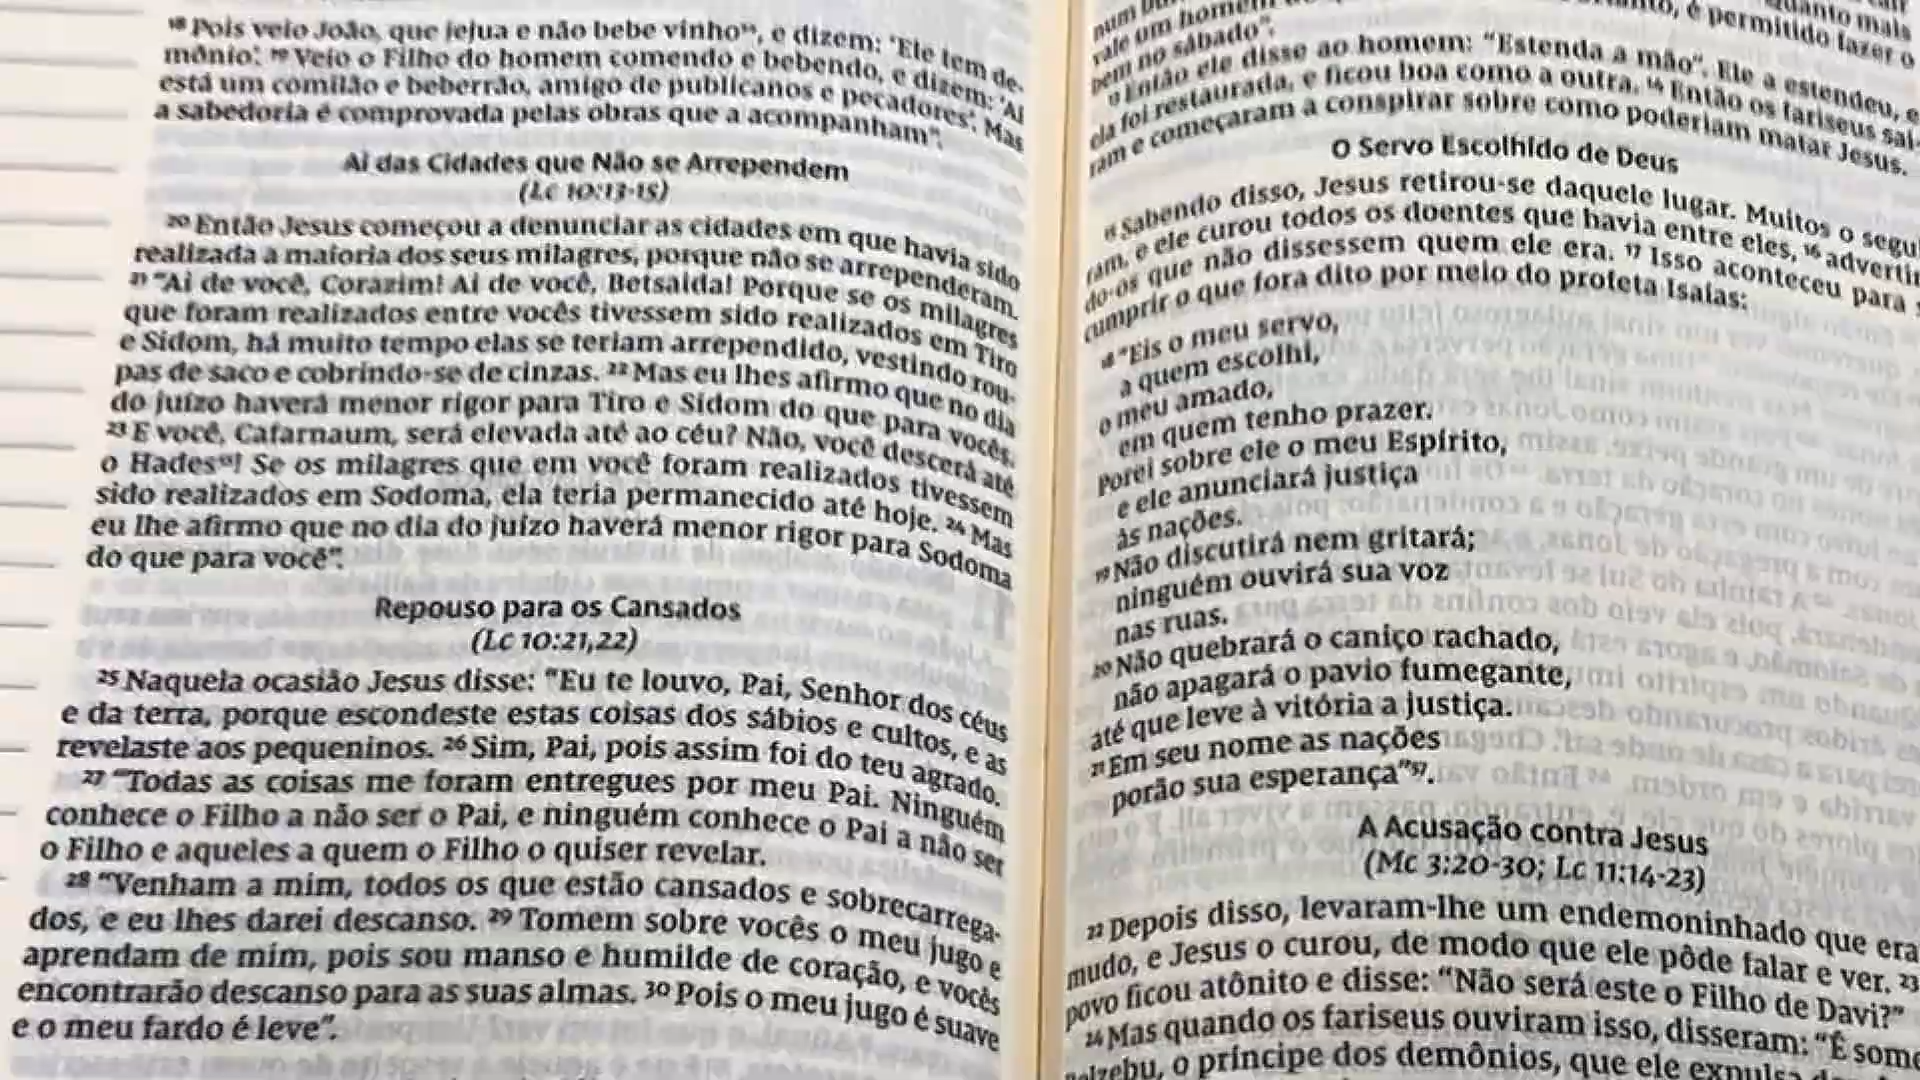 ¹⁸ Pois veio João, que jejua e não bebe vinho, e dizem: 'Ele tem de-
mônio'. ¹⁹ Veio o Filho do homem comendo e bebendo, e dizem: 'Aí
está um comilão e beberrão, amigo de publicanos e pecadores'. Mas
a sabedoria é comprovada pelas obras que a acompanham”.
Ai das Cidades que Não se Arrependem
(Lc 10:13-15)
²⁰ Então Jesus começou a denunciar as cidades em que havia sido
realizada a maioria dos seus milagres, porque não se arrependeram.
²¹ “Ai de você, Corazim! Ai de você, Betsaida! Porque se os milagres
que foram realizados entre vocês tivessem sido realizados em Tiro
e Sidom, há muito tempo elas se teriam arrependido, vestindo rou-
pas de saco e cobrindo-se de cinzas. ²² Mas eu lhes afirmo que no dia
do juízo haverá menor rigor para Tiro e Sidom do que para vocês.
²³ E você, Cafarnaum, será elevada até ao céu? Não, você descerá até
o Hades! Se os milagres que em você foram realizados tivessem
sido realizados em Sodoma, ela teria permanecido até hoje. ²⁴ Mas
eu lhe afirmo que no dia do juízo haverá menor rigor para Sodoma
do que para você”.
Repouso para os Cansados
(Lc 10:21,22)
²⁵ Naquela ocasião Jesus disse: “Eu te louvo, Pai, Senhor dos céus
e da terra, porque escondeste estas coisas dos sábios e cultos, e as
revelaste aos pequeninos. ²⁶ Sim, Pai, pois assim foi do teu agrado.
²⁷ “Todas as coisas me foram entregues por meu Pai. Ninguém
conhece o Filho a não ser o Pai, e ninguém conhece o Pai a não ser
o Filho e aqueles a quem o Filho o quiser revelar.
²⁸ “Venham a mim, todos os que estão cansados e sobrecarrega-
dos, e eu lhes darei descanso. ²⁹ Tomem sobre vocês o meu jugo e
aprendam de mim, pois sou manso e humilde de coração, e vocês
encontrarão descanso para as suas almas. ³⁰ Pois o meu jugo é suave
e o meu fardo é leve”.
quanto mais
vale um homem
é permitido fazer o
bem no sábado”.
¹³ Então ele disse ao homem: “Estenda a mão”. Ele a estendeu, e
ela foi restaurada, e ficou boa como a outra. ¹⁴ Então os fariseus saí-
ram e começaram a conspirar sobre como poderiam matar Jesus.
O Servo Escolhido de Deus
¹⁵ Sabendo disso, Jesus retirou-se daquele lugar. Muitos o segui
ram, e ele curou todos os doentes que havia entre eles, ¹⁶ advertin
do-os que não dissessem quem ele era. ¹⁷ Isso aconteceu para s
cumprir o que fora dito por meio do profeta Isaías:
¹⁸ “Eis o meu servo,
a quem escolhi,
o meu amado,
em quem tenho prazer.
Porei sobre ele o meu Espírito,
e ele anunciará justiça
às nações.
¹⁹ Não discutirá nem gritará;
ninguém ouvirá sua voz
nas ruas.
²⁰ Não quebrará o caniço rachado,
não apagará o pavio fumegante,
até que leve à vitória a justiça.
²¹ Em seu nome as nações
porão sua esperança”⁵⁷.
A Acusação contra Jesus
(Mc 3:20-30; Lc 11:14-23)
²² Depois disso, levaram-lhe um endemoninhado que era
mudo, e Jesus o curou, de modo que ele pôde falar e ver. ²³
povo ficou atônito e disse: “Não será este o Filho de Davi?”
²⁴ Mas quando os fariseus ouviram isso, disseram: “É some
belzebu, o príncipe dos demônios, que ele expulsa